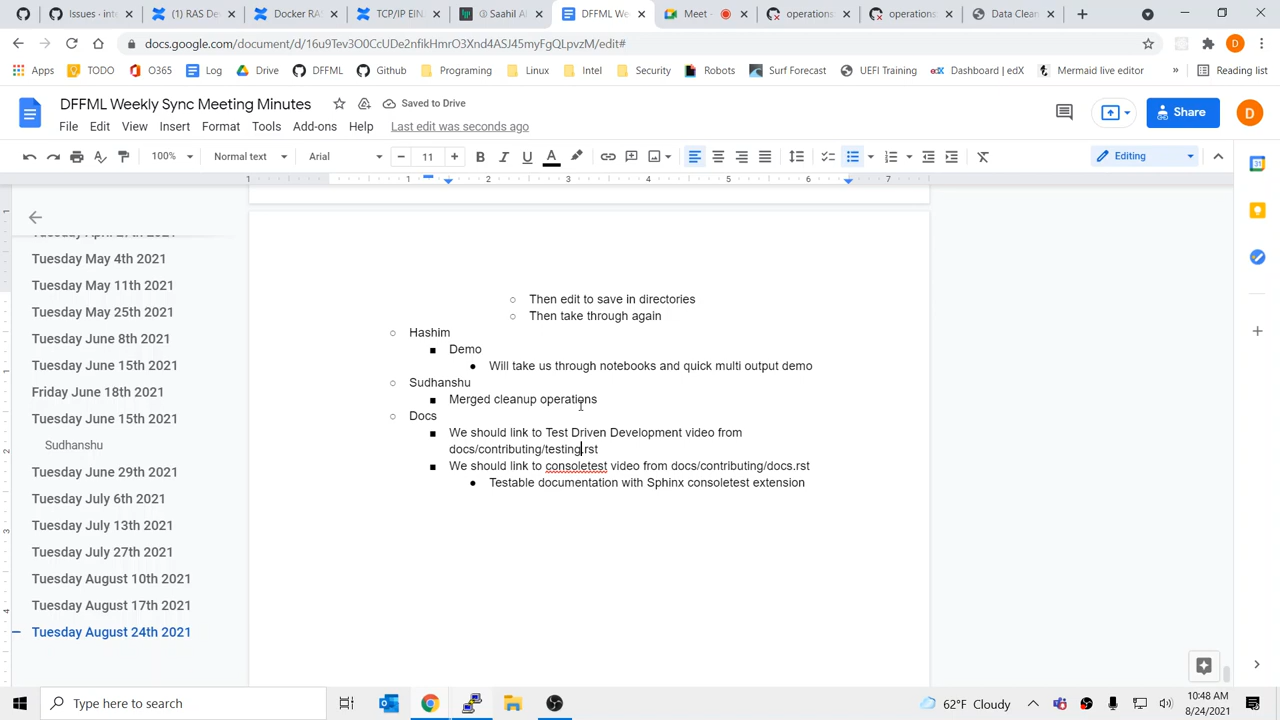 Issues ·
(1) RAS D
Docker RAS
TCP/IP EIN
Saahil A
DFFML We
Meet
operations
operations
Data Clean
docs.google.com/document/d/16u9Tev3O0CcUDe2nfikHmrO3Xnd4ASJ45myFgQLpvzM/edit#
D
Apps
TODO
O365
Log
Drive
DFFML
Github
Programing
Linux
Intel
Security
Robots
Surf Forecast
UEFI Training
Dashboard | edX
Mermaid live editor
»
Reading list
DFFML Weekly Sync Meeting Minutes
Saved to Drive
Share
D
File Edit View Insert Format Tools Add-ons Help Last edit was seconds ago
100% Normal text Arial 11 Editing
1 1 2 3 4 5 6 7
Tuesday May 4th 2021
Tuesday May 11th 2021
Tuesday May 25th 2021
Tuesday June 8th 2021
Tuesday June 15th 2021
Friday June 18th 2021
Tuesday June 15th 2021
Sudhanshu
Tuesday June 29th 2021
Tuesday July 6th 2021
Tuesday July 13th 2021
Tuesday July 27th 2021
Tuesday August 10th 2021
Tuesday August 17th 2021
Tuesday August 24th 2021
Then edit to save in directories
Then take through again
Hashim
Demo
Will take us through notebooks and quick multi output demo
Sudhanshu
Merged cleanup operations
Docs
We should link to Test Driven Development video from
docs/contributing/testing.rst
We should link to consoletest video from docs/contributing/docs.rst
Testable documentation with Sphinx consoletest extension
Type here to search
62°F Cloudy
10:48 AM
8/24/2021